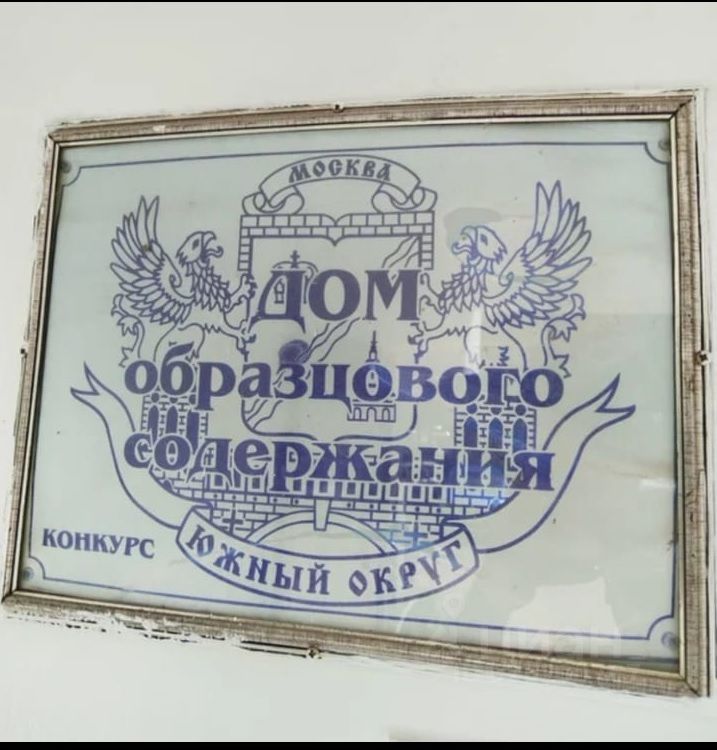 МОСКВА
ДОМ
образцового
содержания
КОНКУРС
ЮЖНЫЙ ОКРУГ